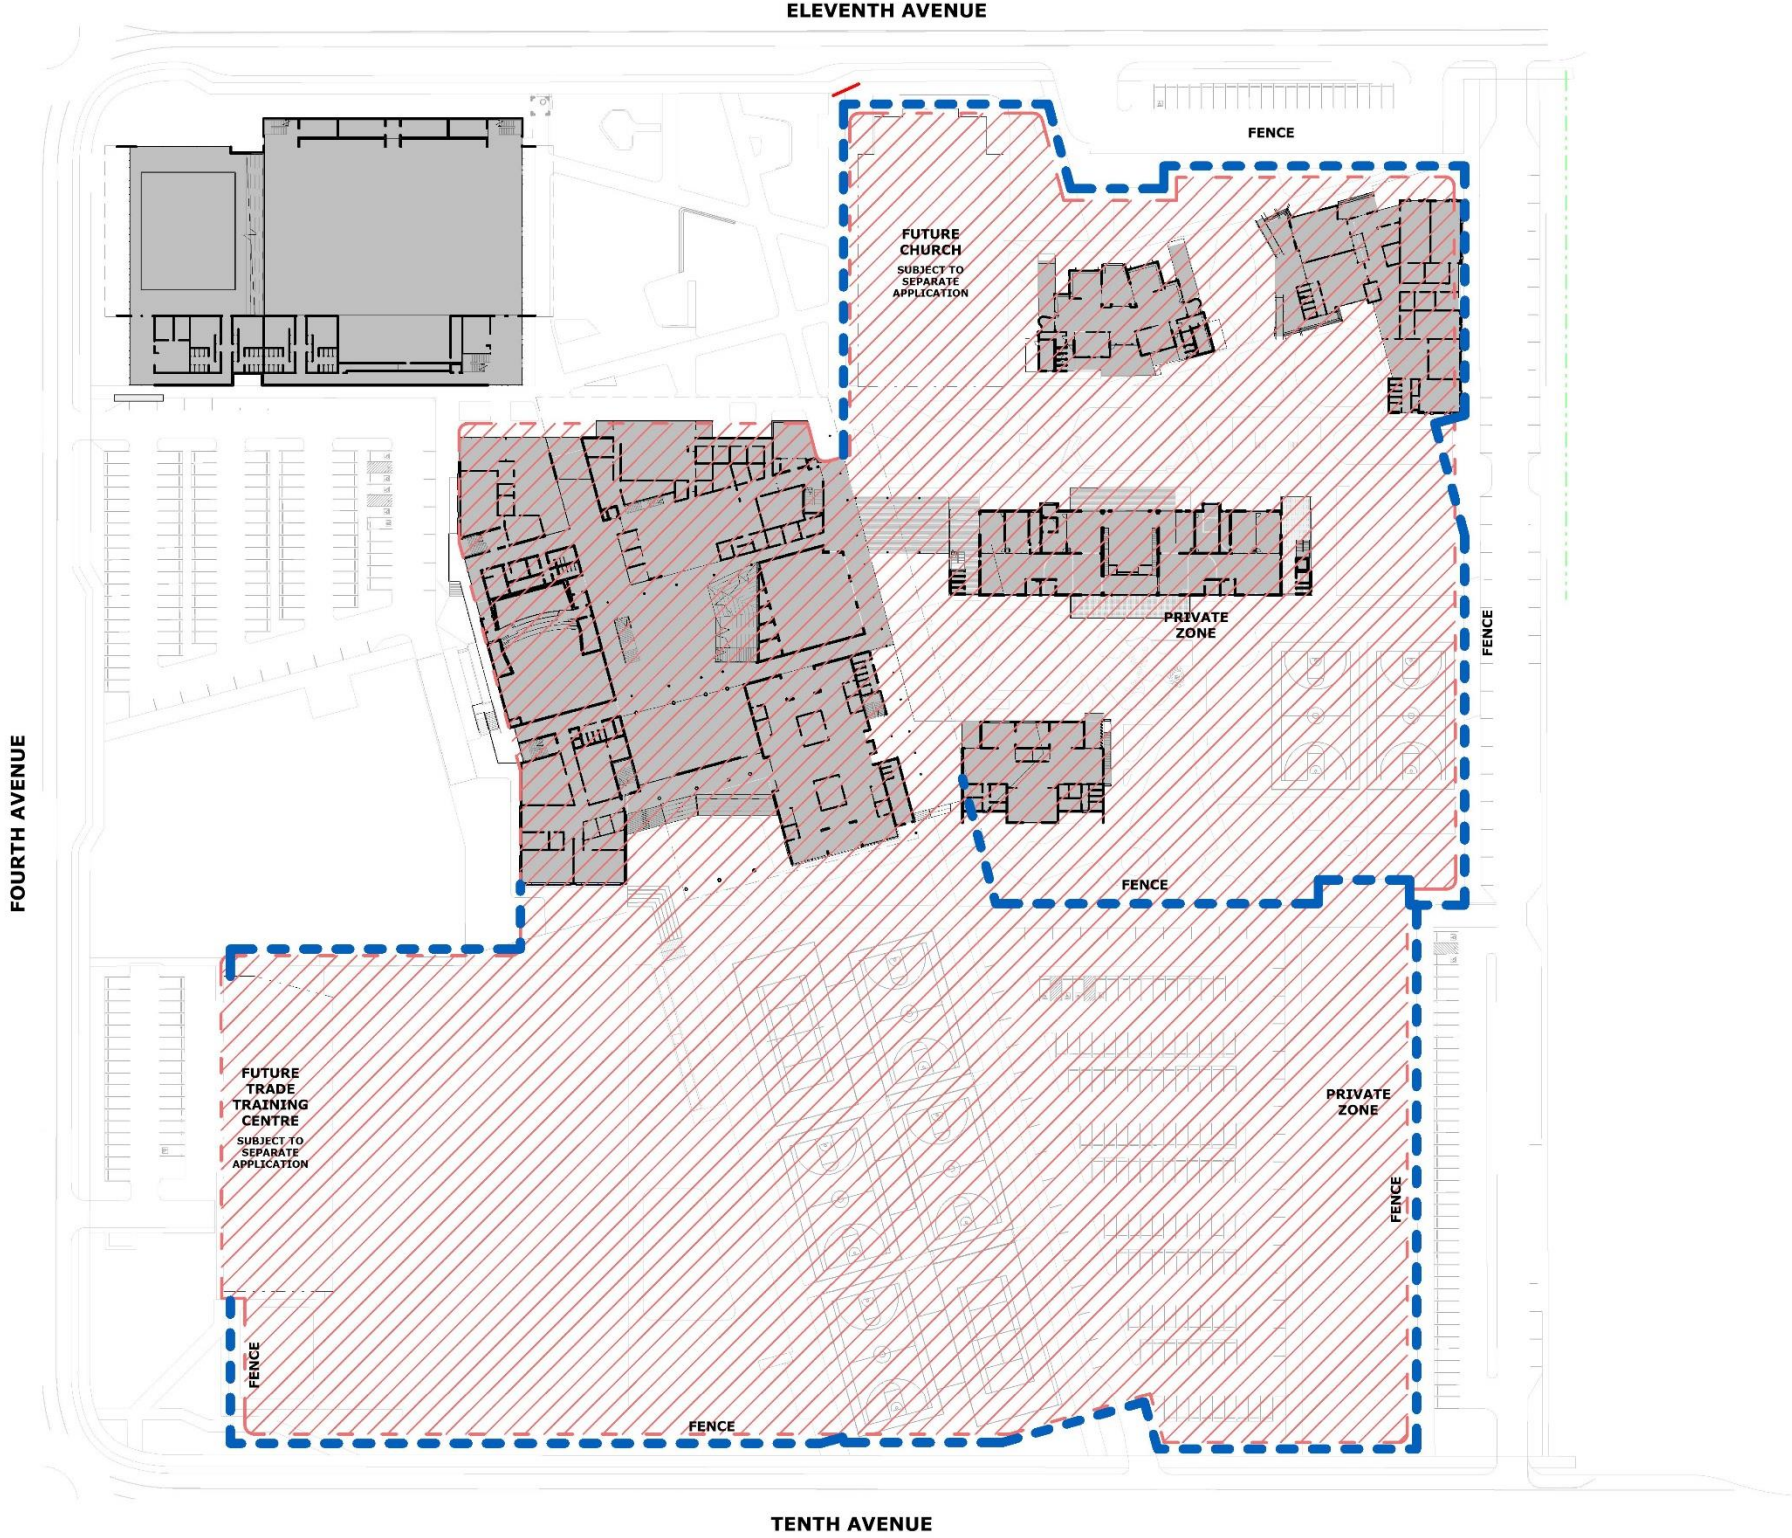 ELEVENTH AVENUE
FENCE
FUTURE
CHURCH
SUBJECT TO
SEPARATE
APPLICATION
PRIVATE
ZONE
FENCE
FOURTH AVENUE
FENCE
FUTURE
TRADE
TRAINING
CENTRE
SUBJECT TO
SEPARATE
APPLICATION
PRIVATE
ZONE
FENCE
FENCE
FENCE
TENTH AVENUE